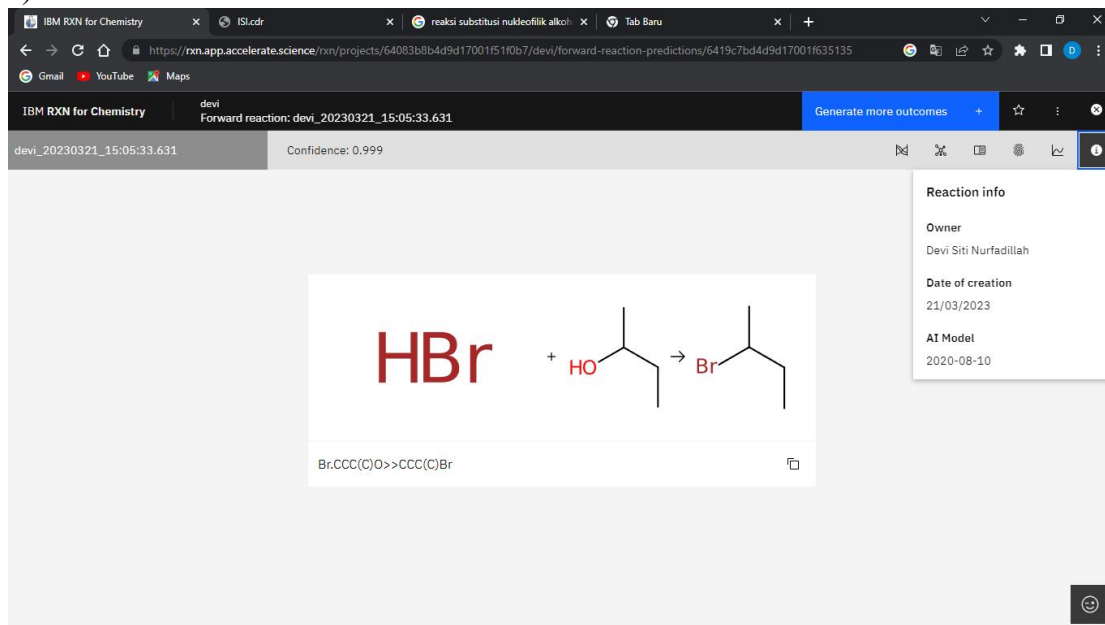 IBM RXN for Chemistry
ISI.cdr
reaksi substitusi nukleofilik alkoh
Tab Baru
https://rxn.app.accelerate.science/rxn/projects/64083b8b4d9d17001f51f0b7/devi/forward-reaction-predictions/6419c7bd4d9d17001f635135
D
Gmail
YouTube
Maps
IBM RXN for Chemistry
devi
Forward reaction: devi_20230321_15:05:33.631
Generate more outcomes +
devi_20230321_15:05:33.631
Confidence: 0.999
Reaction info
Owner
Devi Siti Nurfadillah
Date of creation
21/03/2023
AI Model
2020-08-10
HBr + HO → Br
Br.CCC(C)O>>CCC(C)Br